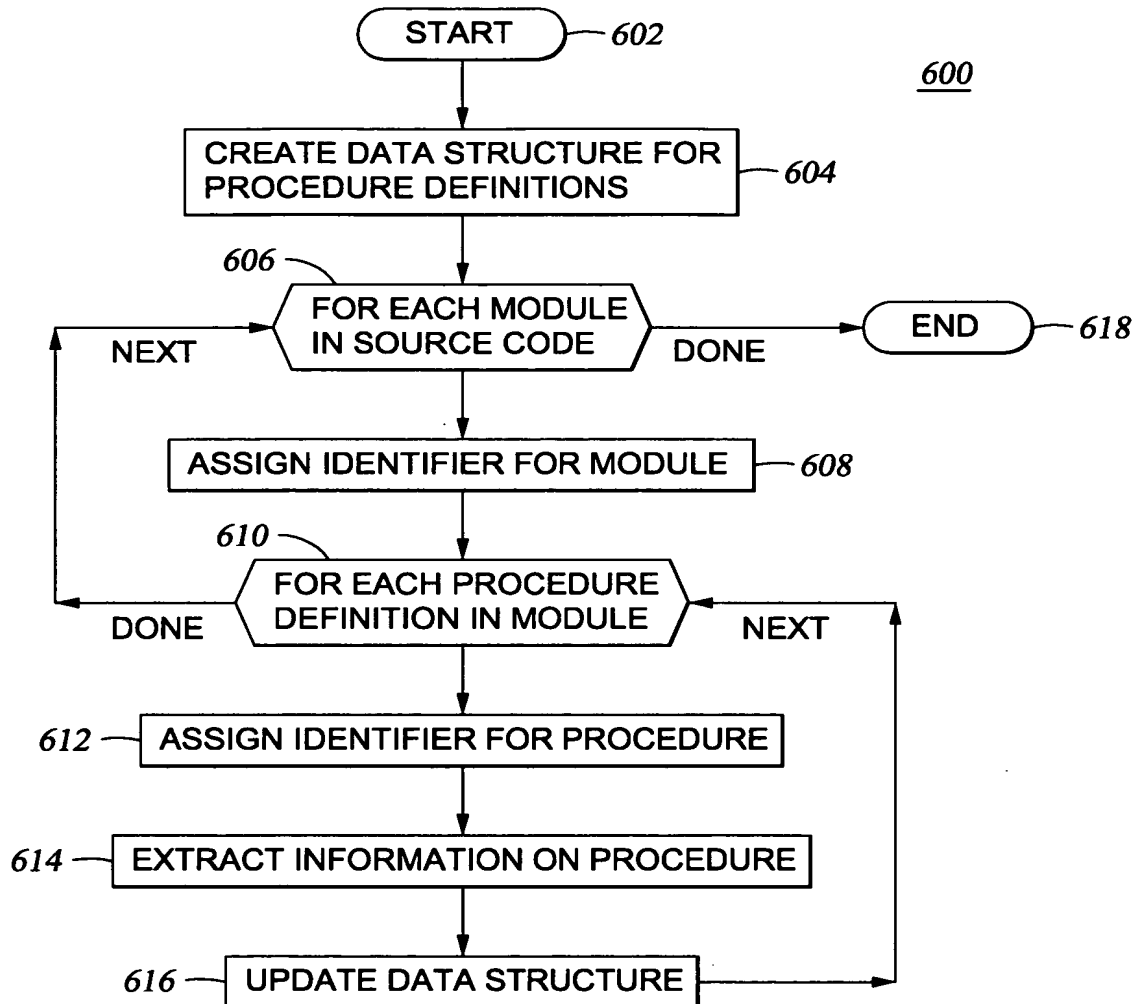 START
602
600
CREATE DATA STRUCTURE FOR
PROCEDURE DEFINITIONS
604
606
FOR EACH MODULE
IN SOURCE CODE
NEXT
DONE
END
618
ASSIGN IDENTIFIER FOR MODULE
608
610
FOR EACH PROCEDURE
DEFINITION IN MODULE
DONE
NEXT
612
ASSIGN IDENTIFIER FOR PROCEDURE
614
EXTRACT INFORMATION ON PROCEDURE
616
UPDATE DATA STRUCTURE